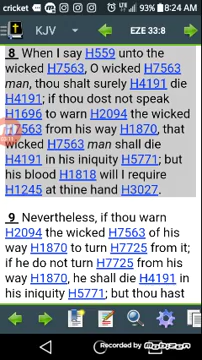 93% 8:24 AM
KJV EZE 33:8
8 When I say H559 unto the
wicked H7563, O wicked H7563
man, thou shalt surely H4191 die
H4191; if thou dost not speak
H1696 to warn H2094 the wicked
H7563 from his way H1870, that
wicked H7563 man shall die
H4191 in his iniquity H5771; but
his blood H1818 will I require
H1245 at thine hand H3027.
9 Nevertheless, if thou warn
H2094 the wicked H7563 of his
way H1870 to turn H7725 from it;
if he do not turn H7725 from his
way H1870, he shall die H4191 in
his iniquity H5771; but thou hast
Recorded by